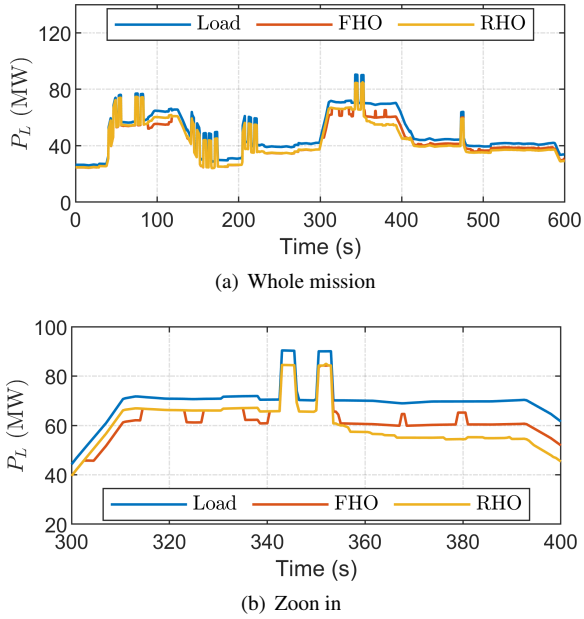 Load FHO RHO
120
80
40
0
P_L (MW)
0 100 200 300 400 500 600
Time (s)
(a) Whole mission
100
80
60
40
20
P_L (MW)
Load FHO RHO
300 320 340 360 380 400
Time (s)
(b) Zoon in